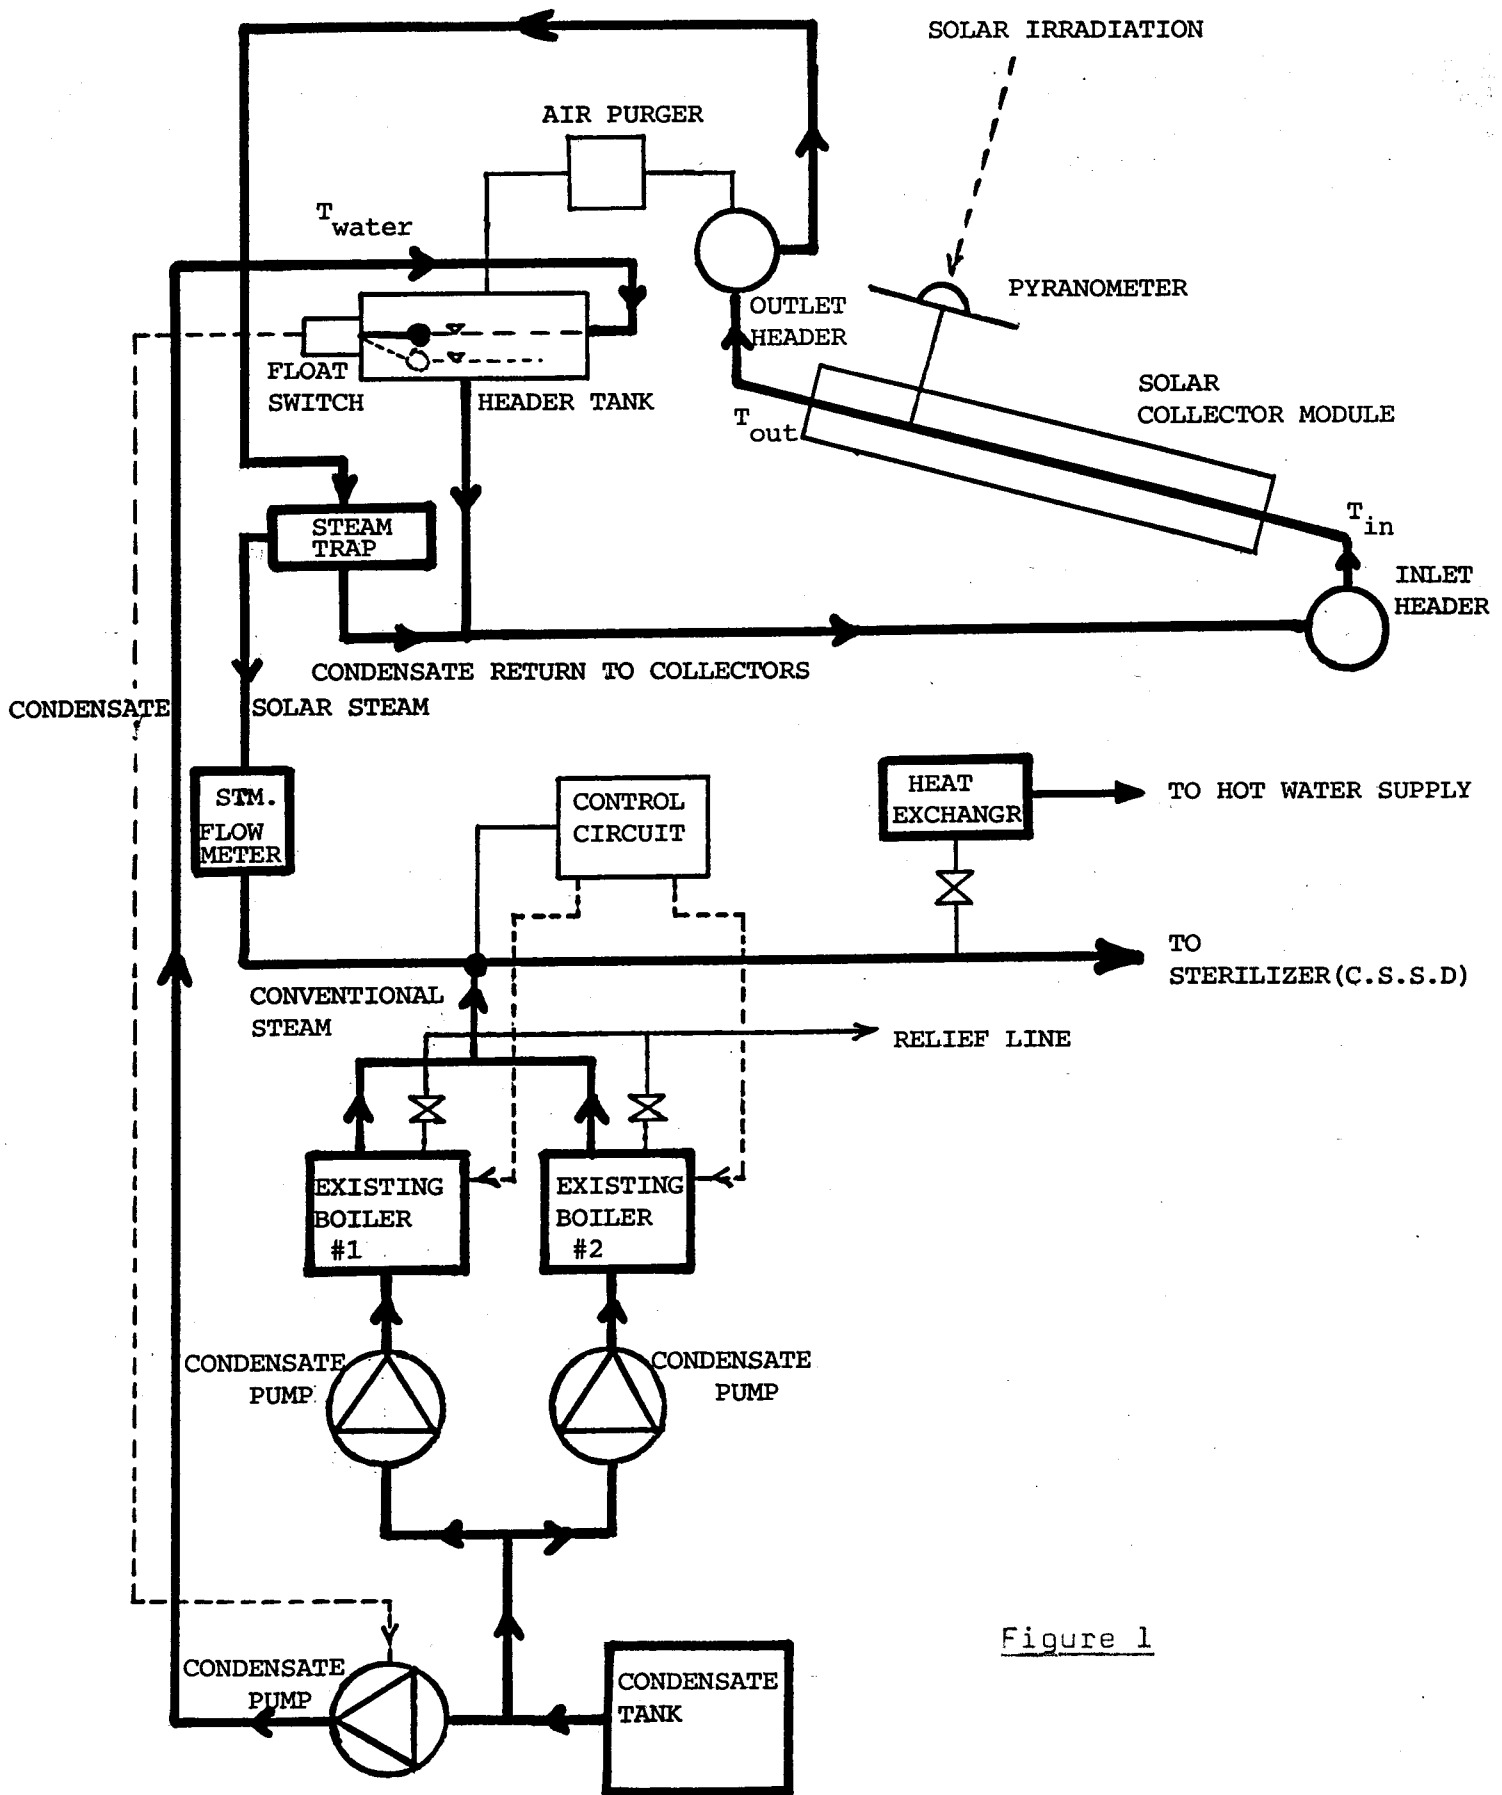 SOLAR IRRADIATION
AIR PURGER
T water
PYRANOMETER
OUTLET
HEADER
FLOAT
SWITCH
HEADER TANK
SOLAR
COLLECTOR MODULE
T out
T in
STEAM
TRAP
INLET
HEADER
CONDENSATE RETURN TO COLLECTORS
CONDENSATE
SOLAR STEAM
STM.
FLOW
METER
CONTROL
CIRCUIT
HEAT
EXCHANGR
TO HOT WATER SUPPLY
TO
STERILIZER(C.S.S.D)
CONVENTIONAL
STEAM
RELIEF LINE
EXISTING
BOILER
#1
EXISTING
BOILER
#2
CONDENSATE
PUMP
CONDENSATE
PUMP
CONDENSATE
PUMP
CONDENSATE
TANK
Figure 1